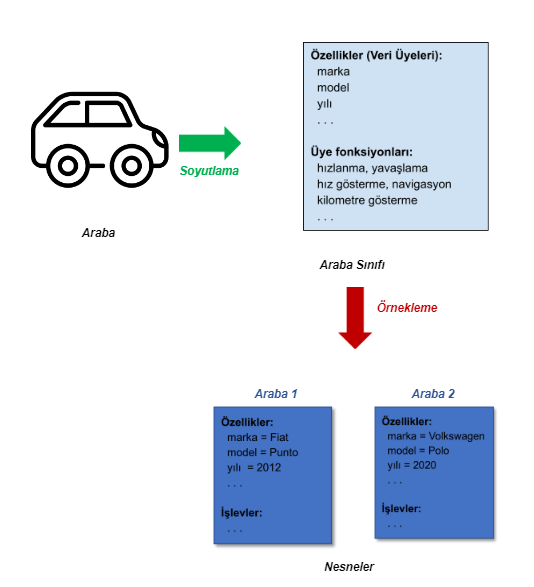 Özellikler (Veri Üyeleri):
marka
model
yılı
. . .
Üye fonksiyonları:
hızlanma, yavaşlama
hız gösterme, navigasyon
kilometre gösterme
. . .
Soyutlama
Araba
Araba Sınıfı
Örnekleme
Araba 1
Araba 2
Özellikler:
marka = Fiat
model = Punto
yılı = 2012
. . .
İşlevler:
. . .
Özellikler:
marka = Volkswagen
model = Polo
yılı = 2020
. . .
İşlevler:
. . .
Nesneler